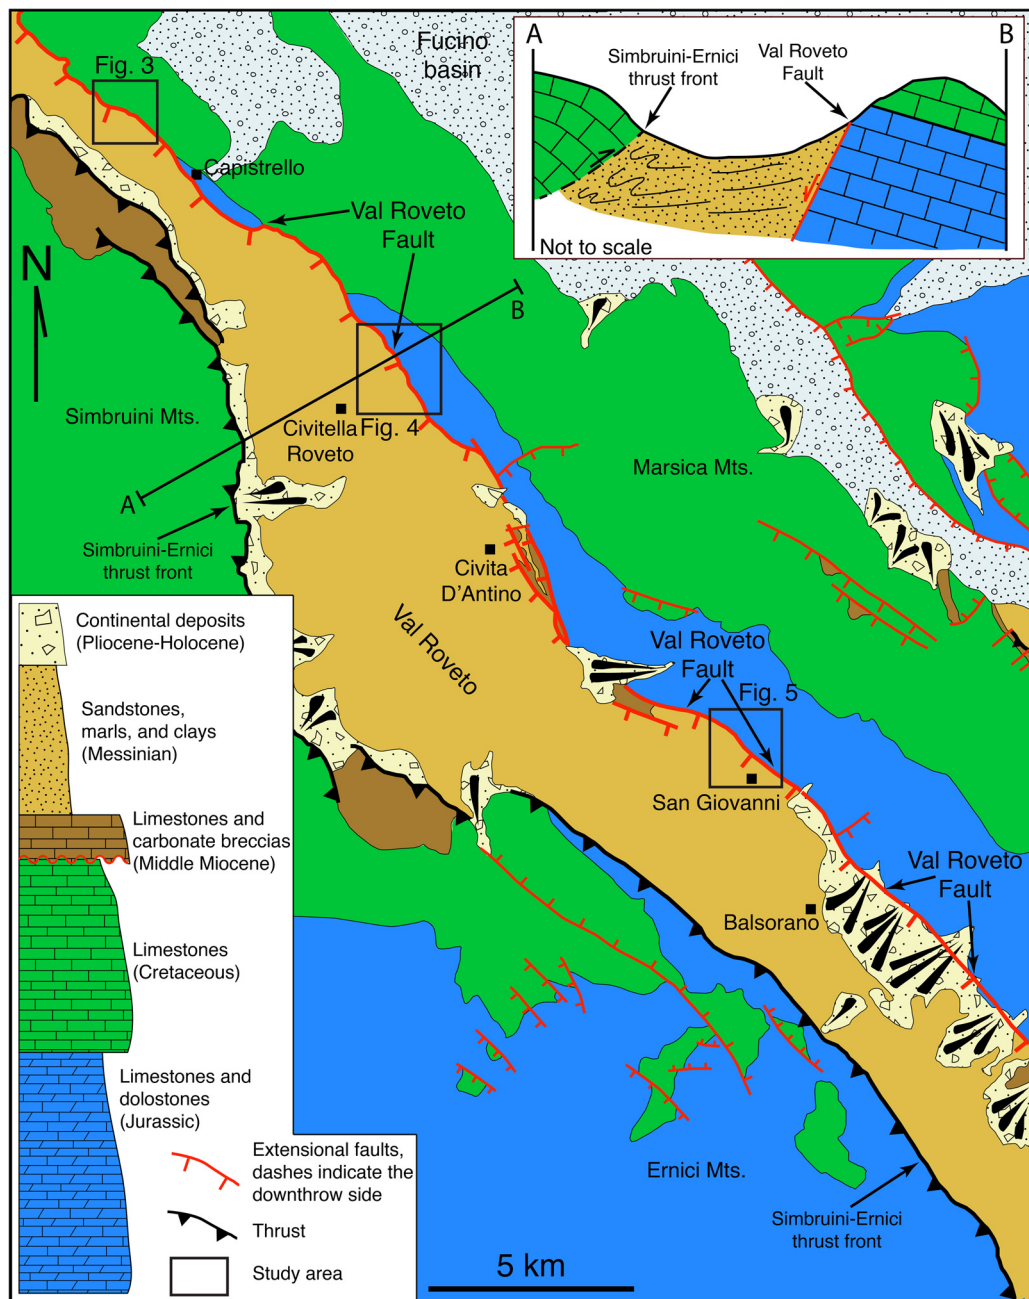 Fucino
basin
A
B
Simbruini-Ernici
thrust front
Val Roveto
Fault
Not to scale
Fig. 3
Capistrello
Val Roveto
Fault
N
B
Simbruini Mts.
Civitella
Roveto
Fig. 4
A
Marsica Mts.
Simbruini-Ernici
thrust front
Civita
D'Antino
Val Roveto
Val Roveto
Fault
Fig. 5
San Giovanni
Val Roveto
Fault
Balsorano
Ernici Mts.
Simbruini-Ernici
thrust front
Continental deposits
(Pliocene-Holocene)
Sandstones,
marls, and clays
(Messinian)
Limestones and
carbonate breccias
(Middle Miocene)
Limestones
(Cretaceous)
Limestones and
dolostones
(Jurassic)
Extensional faults,
dashes indicate the
downthrow side
Thrust
Study area
5 km